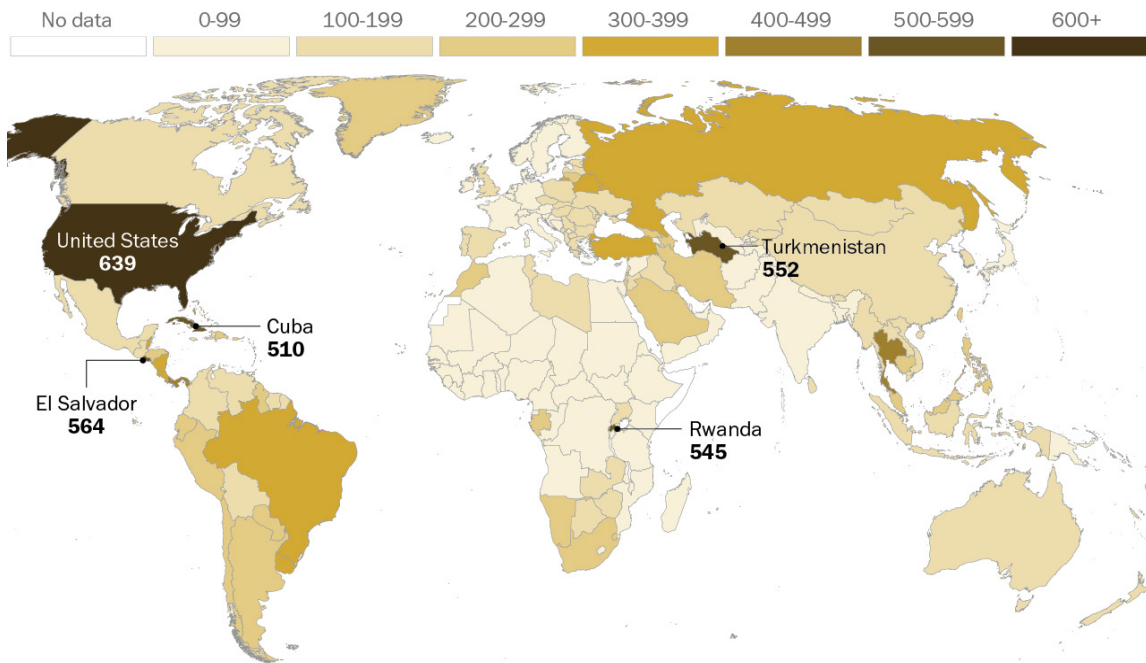 No data 0-99 100-199 200-299 300-399 400-499 500-599 600+
United States
639
Turkmenistan
552
Cuba
510
El Salvador
564
Rwanda
545